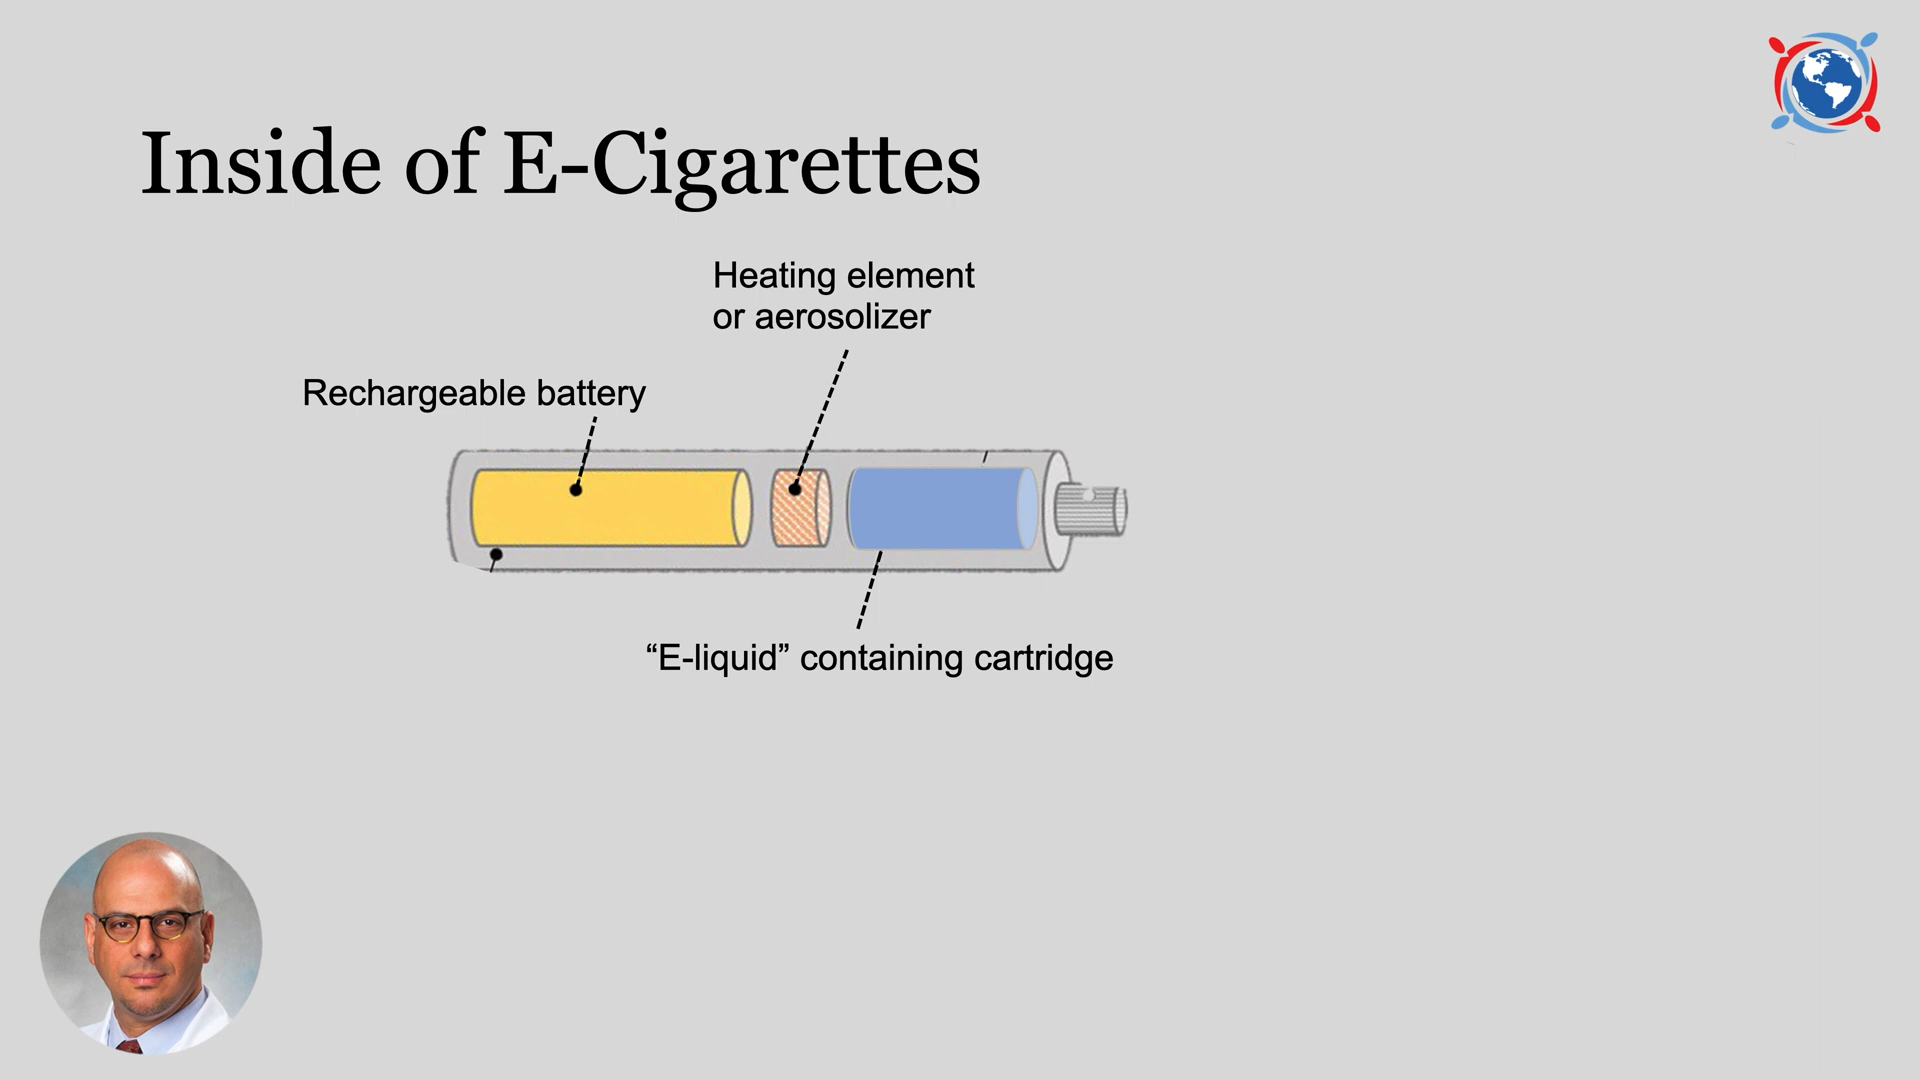 Inside of E-Cigarettes
Heating element
or aerosolizer
Rechargeable battery
“E-liquid” containing cartridge